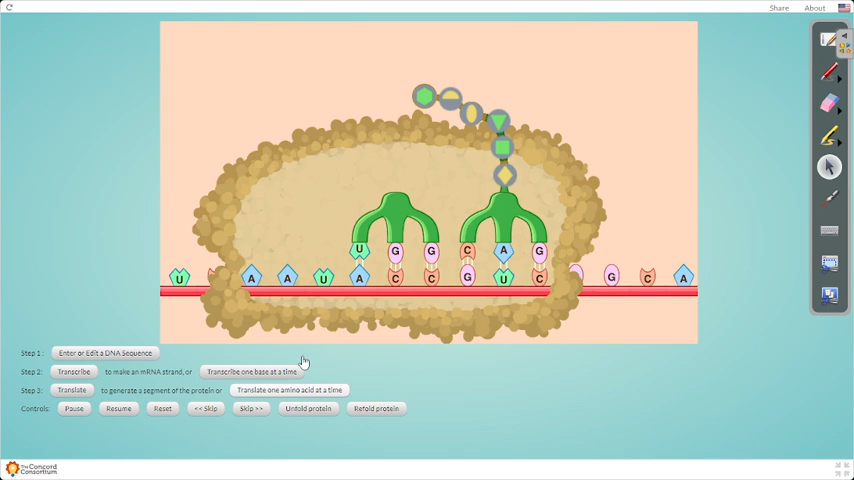 Share About
U G G C A G
U A A U A C C G U C G C A
Step 1: Enter or Edit a DNA Sequence
Step 2: Transcribe to make an mRNA strand, or Transcribe one base at a time
Step 3: Translate to generate a segment of the protein or Translate one amino acid at a time
Controls: Pause Resume Reset << Skip Skip >> Unfold protein Refold protein
The Concord
Consortium